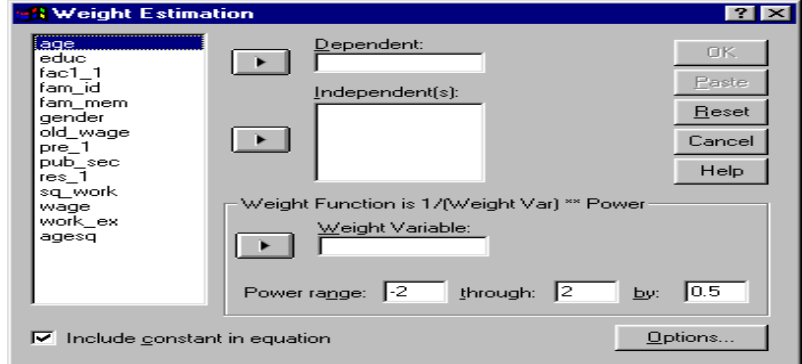 Weight Estimation
age
educ
fac1_1
fam_id
fam_mem
gender
old_wage
pre_1
pub_sec
res_1
sq_work
wage
work_ex
agesq
Dependent:
Independent(s):
OK
Paste
Reset
Cancel
Help
Weight Function is 1/(Weight Var) ** Power
Weight Variable:
Power range: -2 through: 2 by: 0.5
Include constant in equation
Options...